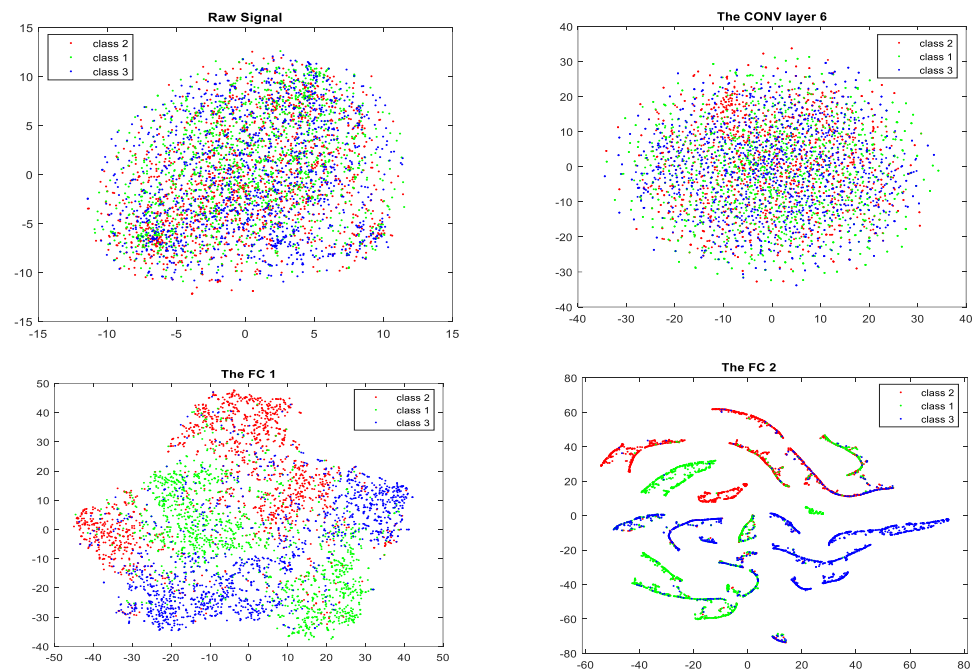 Raw Signal
class 2
class 1
class 3
15
10
5
0
-5
-10
-15
-15 -10 -5 0 5 10 15
The CONV layer 6
class 2
class 1
class 3
40
30
20
10
0
-10
-20
-30
-40
-40 -30 -20 -10 0 10 20 30 40
The FC 1
class 2
class 1
class 3
50
40
30
20
10
0
-10
-20
-30
-40
-50 -40 -30 -20 -10 0 10 20 30 40 50
The FC 2
class 2
class 1
class 3
80
60
40
20
0
-20
-40
-60
-80
-60 -40 -20 0 20 40 60 80